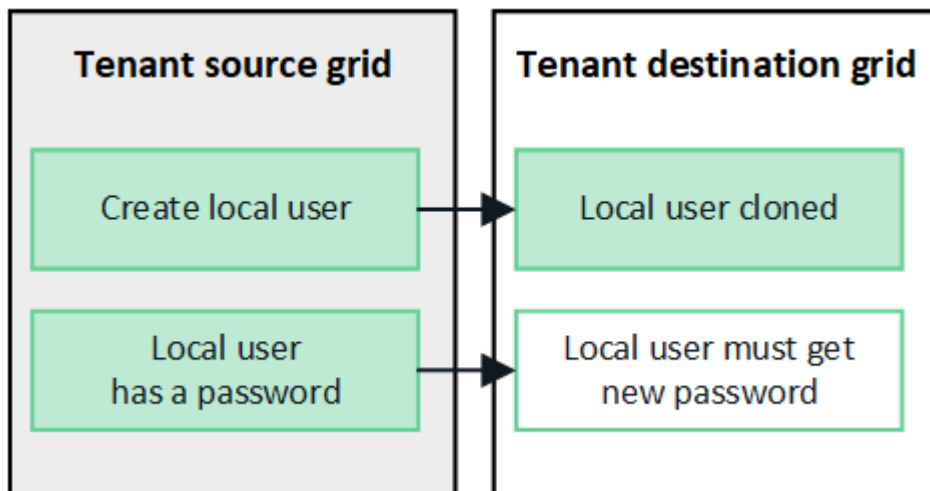 Tenant source grid
Tenant destination grid
Create local user
Local user cloned
Local user
has a password
Local user must get
new password